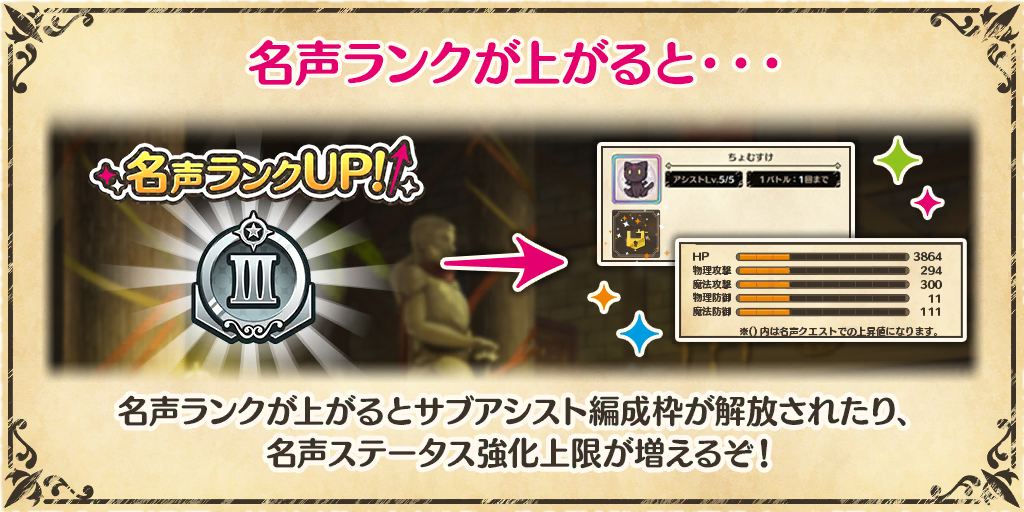 名声ランクが上がると・・・
名声ランクUP!
III
ちょむすけ
アシストLv.5/5
1バトル：1回まで
HP 3864
物理攻撃 294
魔法攻撃 300
物理防御 11
魔法防御 111
※()内は名声クエストでの上昇値になります。
名声ランクが上がるとサブアシスト編成枠が解放されたり、
名声ステータス強化上限が増えるぞ！